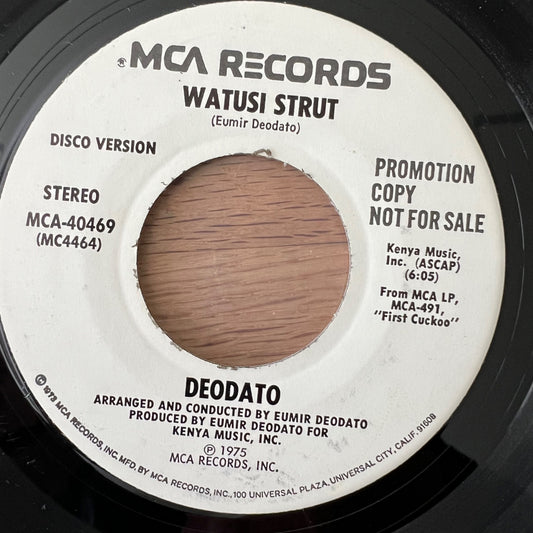 ®MCA RECORDS
WATUSI STRUT
(Eumir Deodato)
DISCO VERSION
STEREO
MCA-40469
(MC4464)
PROMOTION
COPY
NOT FOR SALE
Kenya Music,
Inc. (ASCAP)
(6:05)
From MCA LP,
MCA-491,
"First Cuckoo"
DEODATO
ARRANGED AND CONDUCTED BY EUMIR DEODATO
PRODUCED BY EUMIR DEODATO FOR
KENYA MUSIC, INC.
℗ 1975
MCA RECORDS, INC.
© 1973 MCA RECORDS, INC. MFD. BY MCA RECORDS, INC., 100 UNIVERSAL PLAZA, UNIVERSAL CITY, CALIF. 91608